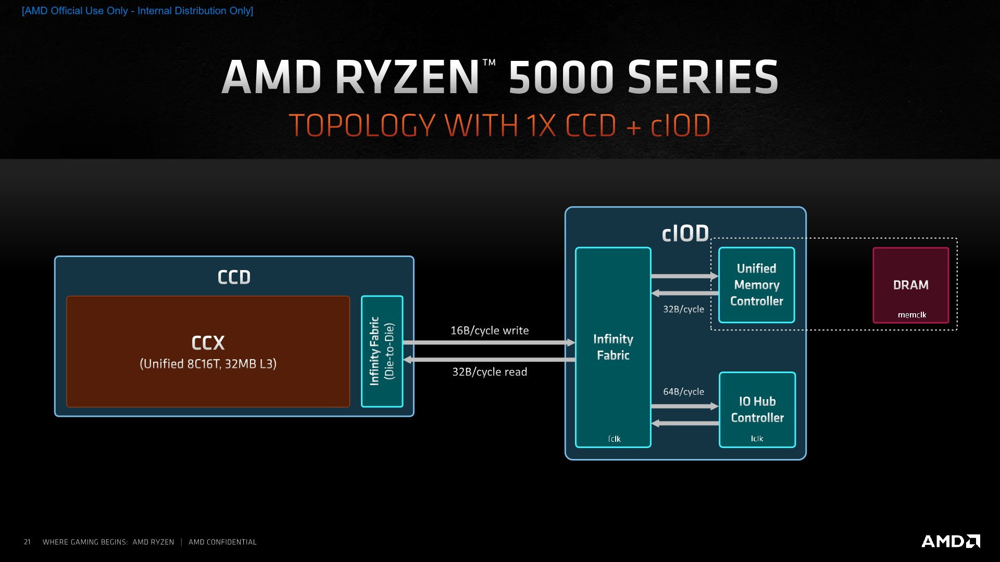 [AMD Official Use Only - Internal Distribution Only]
AMD RYZEN™ 5000 SERIES
TOPOLOGY WITH 1X CCD + cIOD
CCD
CCX
(Unified 8C16T, 32MB L3)
Infinity Fabric
(Die-to-Die)
16B/cycle write
32B/cycle read
cIOD
Infinity
Fabric
fclk
32B/cycle
64B/cycle
Unified
Memory
Controller
IO Hub
Controller
lclk
DRAM
memclk
21 WHERE GAMING BEGINS: AMD RYZEN | AMD CONFIDENTIAL
AMD